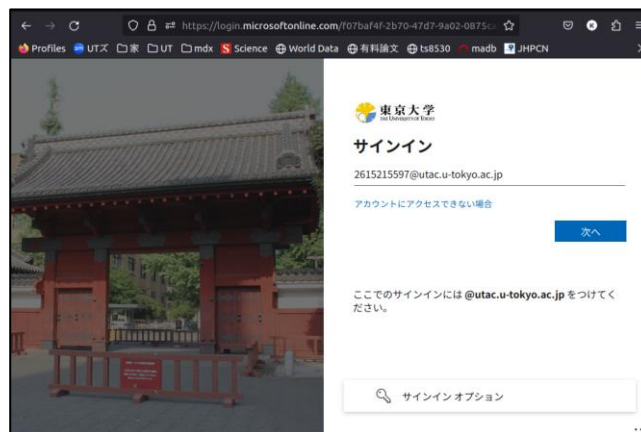 https://login.microsoftonline.com/f07baf4f-2b70-47d7-9a02-0875c
Profiles UTズ 家 UT mdx Science World Data 有料論文 ts8530 madb JHPCN
東京大学
THE UNIVERSITY OF TOKYO
サインイン
2615215597@utac.u-tokyo.ac.jp
アカウントにアクセスできない場合
次へ
ここでのサインインには @utac.u-tokyo.ac.jp をつけてく
ださい。
サインイン オプション